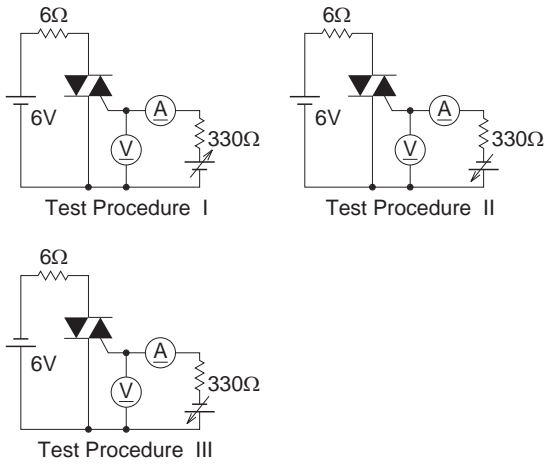 6Ω
6V
A
V
330Ω
Test Procedure I
6Ω
6V
A
V
330Ω
Test Procedure II
6Ω
6V
A
V
330Ω
Test Procedure III